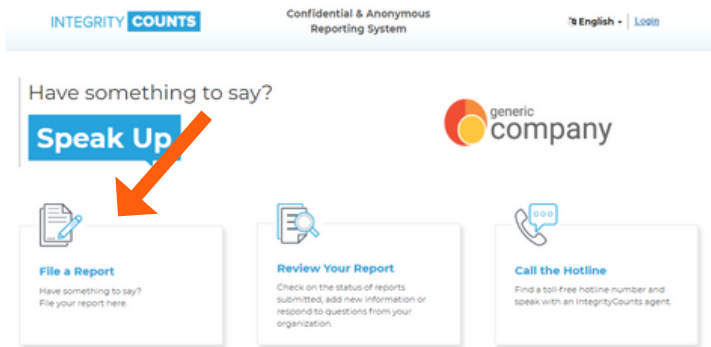 INTEGRITY COUNTS
Confidential & Anonymous
Reporting System
English
Login
Have something to say?
Speak Up
generic
company
File a Report
Have something to say?
File your report here.
Review Your Report
Check on the status of reports
submitted, add new information or
respond to questions from your
organization.
Call the Hotline
Find a toll-free hotline number and
speak with an IntegrityCounts agent.